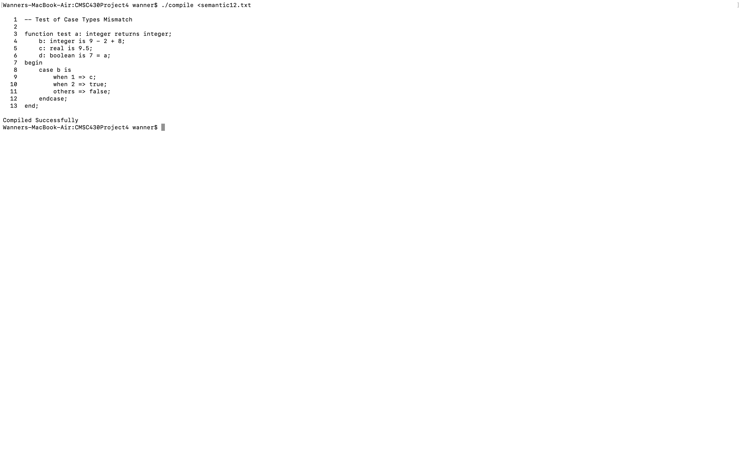 Wanners-MacBook-Air:CMSC430Project4 wanner$ ./compile <semantic12.txt
1 -- Test of Case Types Mismatch
2
3 function test a: integer returns integer;
4 b: integer is 9 - 2 + 8;
5 c: real is 9.5;
6 d: boolean is 7 = a;
7 begin
8 case b is
9 when 1 => c;
10 when 2 => true;
11 others => false;
12 endcase;
13 end;
Compiled Successfully
Wanners-MacBook-Air:CMSC430Project4 wanner$